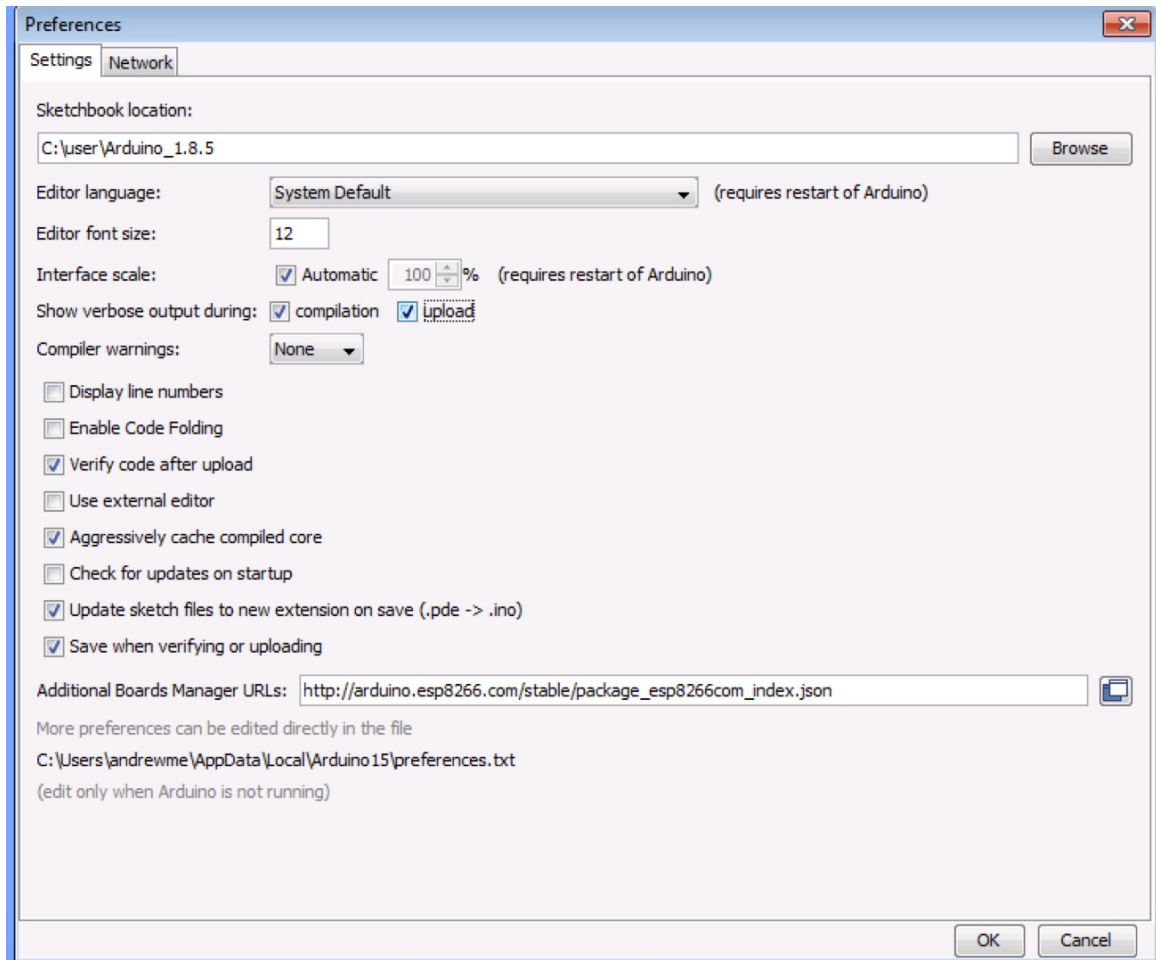 Preferences
Settings Network
Sketchbook location:
C:\user\Arduino_1.8.5 Browse
Editor language: System Default (requires restart of Arduino)
Editor font size: 12
Interface scale: Automatic 100 % (requires restart of Arduino)
Show verbose output during: compilation upload
Compiler warnings: None
Display line numbers
Enable Code Folding
Verify code after upload
Use external editor
Aggressively cache compiled core
Check for updates on startup
Update sketch files to new extension on save (.pde -> .ino)
Save when verifying or uploading
Additional Boards Manager URLs: http://arduino.esp8266.com/stable/package_esp8266com_index.json
More preferences can be edited directly in the file
C:\Users\andrewme\AppData\Local\Arduino15\preferences.txt
(edit only when Arduino is not running)
OK Cancel